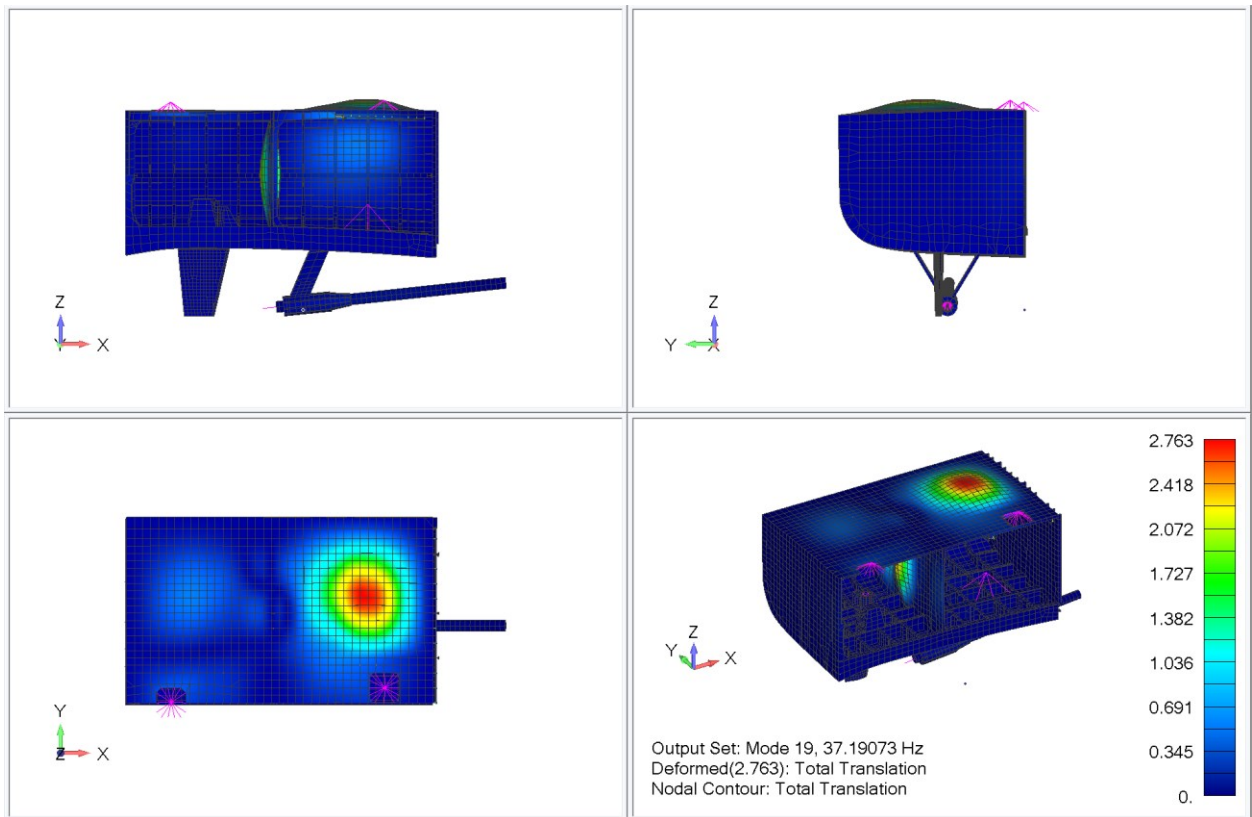 Z
Y
X
Z
Y
X
Y
Z
X
Z
Y
X
2.763
2.418
2.072
1.727
1.382
1.036
0.691
0.345
0.
Output Set: Mode 19, 37.19073 Hz
Deformed(2.763): Total Translation
Nodal Contour: Total Translation